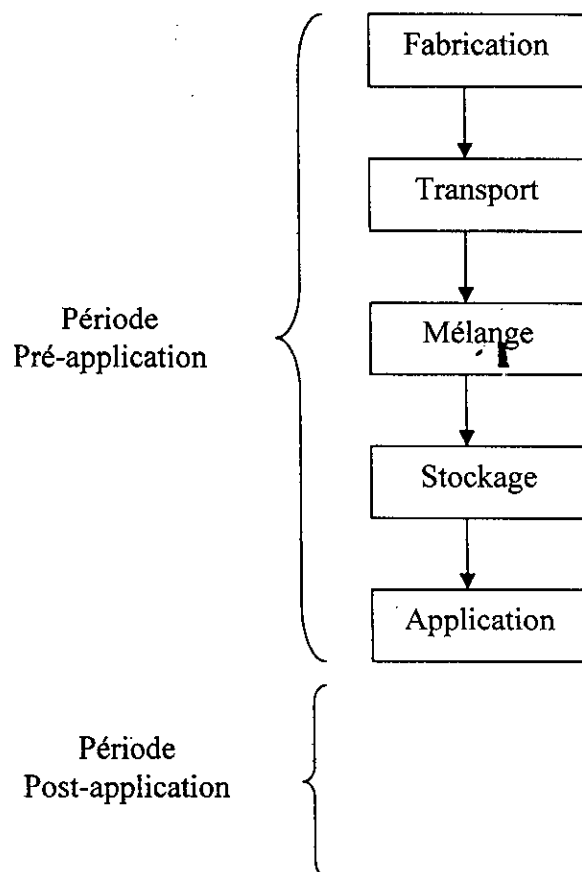 Fabrication
Transport
Période
Pré-application
Mélange
Stockage
Application
Période
Post-application